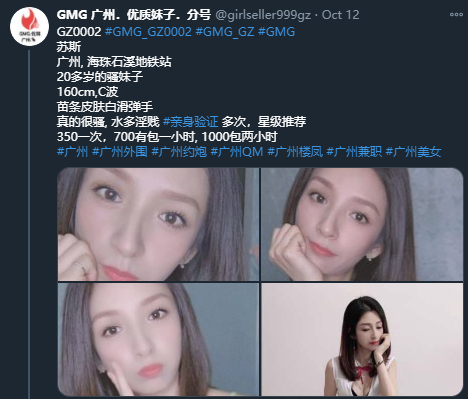 GMG 广州．优质妹子．分号 @girlseller999gz · Oct 12
GZ0002 #GMG_GZ0002 #GMG_GZ #GMG
苏斯
广州, 海珠石溪地铁站
20多岁的骚妹子
160cm,C波
苗条皮肤白滑弹手
真的很骚, 水多淫贱 #亲身验证 多次，星级推荐
350一次，700有包一小时, 1000包两小时
#广州 #广州外围 #广州约炮 #广州QM #广州楼凤 #广州兼职 #广州美女